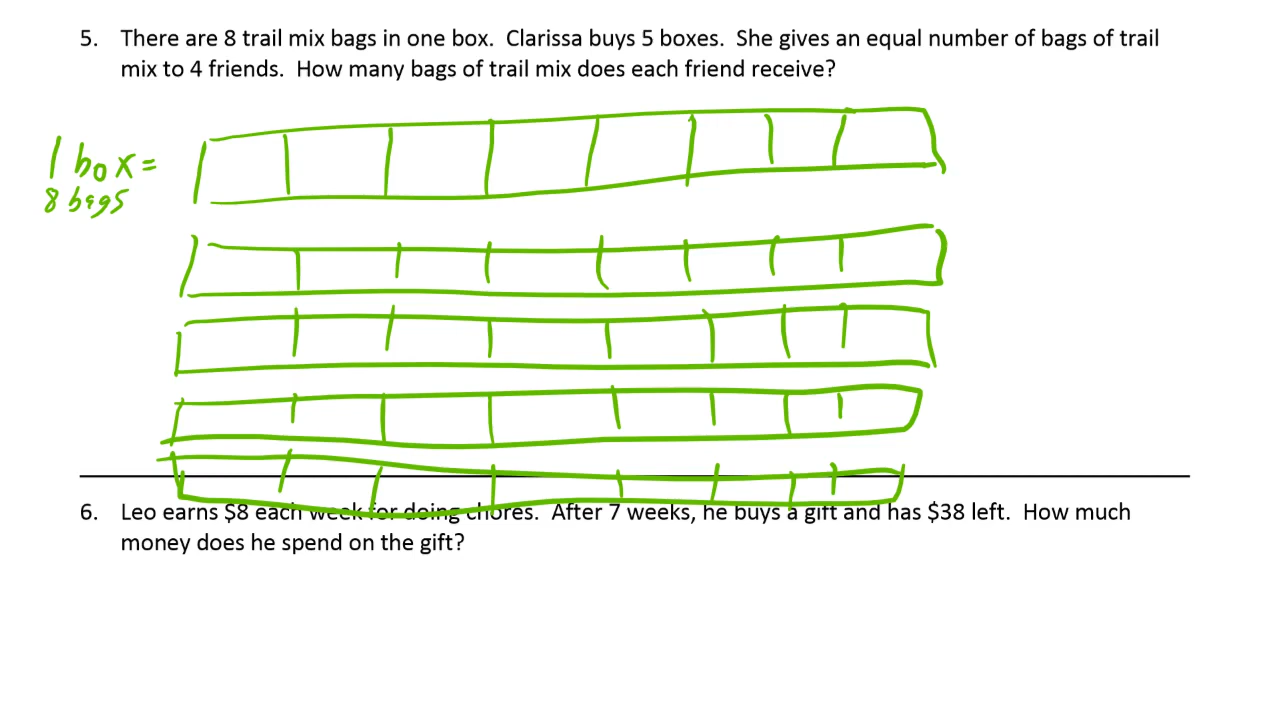 5. There are 8 trail mix bags in one box. Clarissa buys 5 boxes. She gives an equal number of bags of trail
mix to 4 friends. How many bags of trail mix does each friend receive?
1 box =
8 bags
6. Leo earns $8 each week for doing chores. After 7 weeks, he buys a gift and has $38 left. How much
money does he spend on the gift?